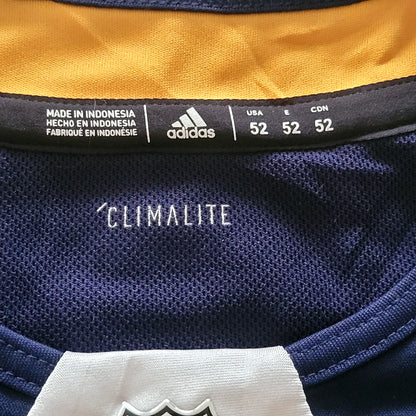 MADE IN INDONESIA
HECHO EN INDONESIA
FABRIQUÉ EN INDONÉSIE
adidas
USA E CDN
52 52 52
CLIMALITE